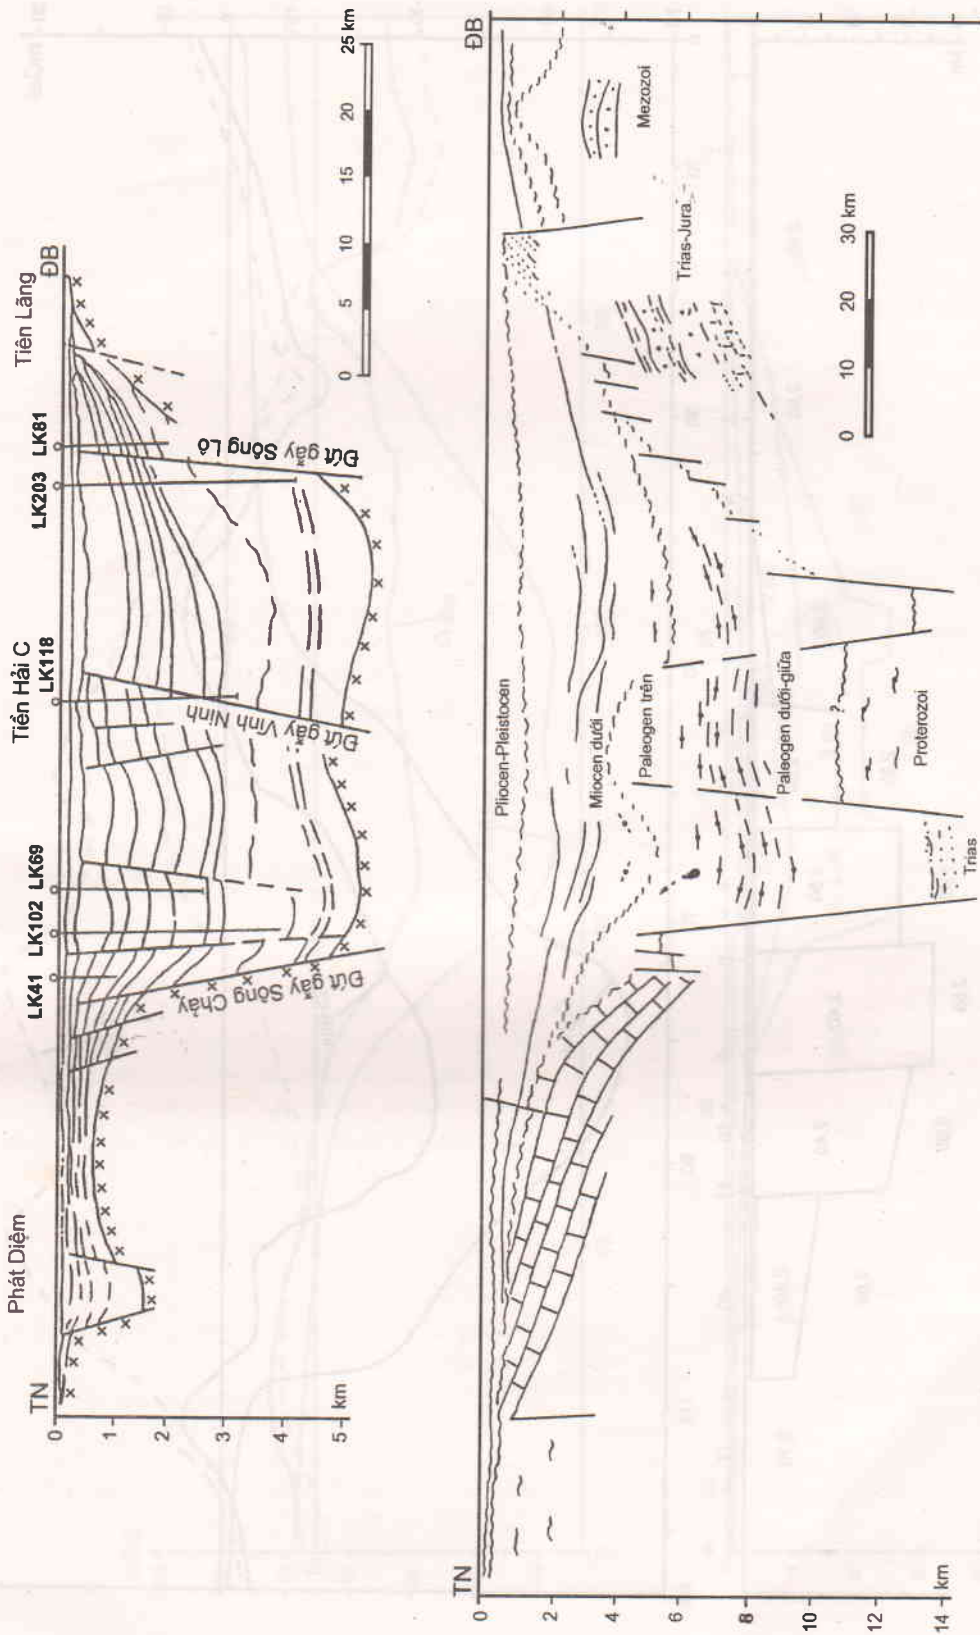 Phát Diệm
Tiền Hải C
Tiên Lãng
TN
LK41
LK102
LK69
LK118
LK203
LK81
ĐB
0
1
2
3
4
5
km
Đứt gãy Sông Chảy
Đứt gãy Vĩnh Ninh
Đứt gãy Sông Lô
0
5
10
15
20
25 km
TN
ĐB
0
2
4
6
8
10
12
14
km
Pliocen-Pleistocen
Miocen dưới
Paleogen trên
Paleogen dưới-giữa
?
Proterozoi
Trias
Trias-Jura
Mezozoi
0
10
20
30 km